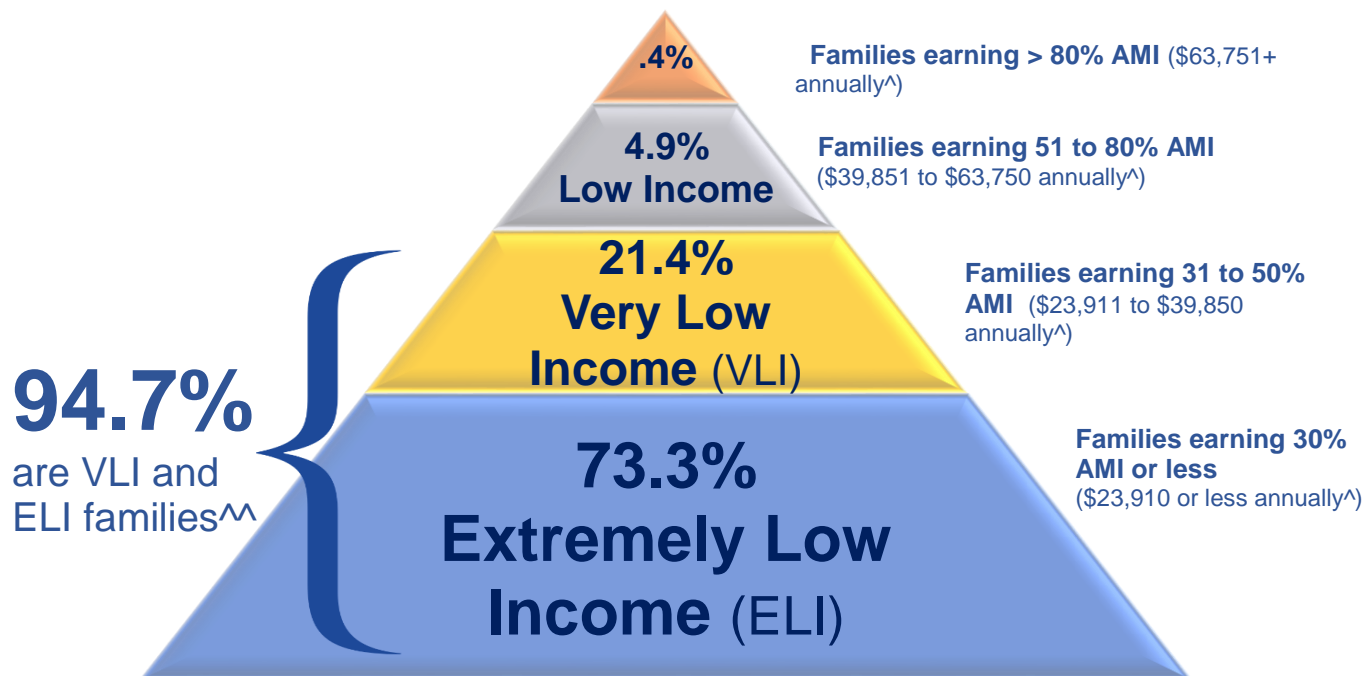 .4%
Families earning > 80% AMI ($63,751+
annually^)
4.9%
Low Income
Families earning 51 to 80% AMI
($39,851 to $63,750 annually^)
21.4%
Very Low
Income (VLI)
Families earning 31 to 50%
AMI ($23,911 to $39,850
annually^)
94.7%
are VLI and
ELI families^^
73.3%
Extremely Low
Income (ELI)
Families earning 30%
AMI or less
($23,910 or less annually^)